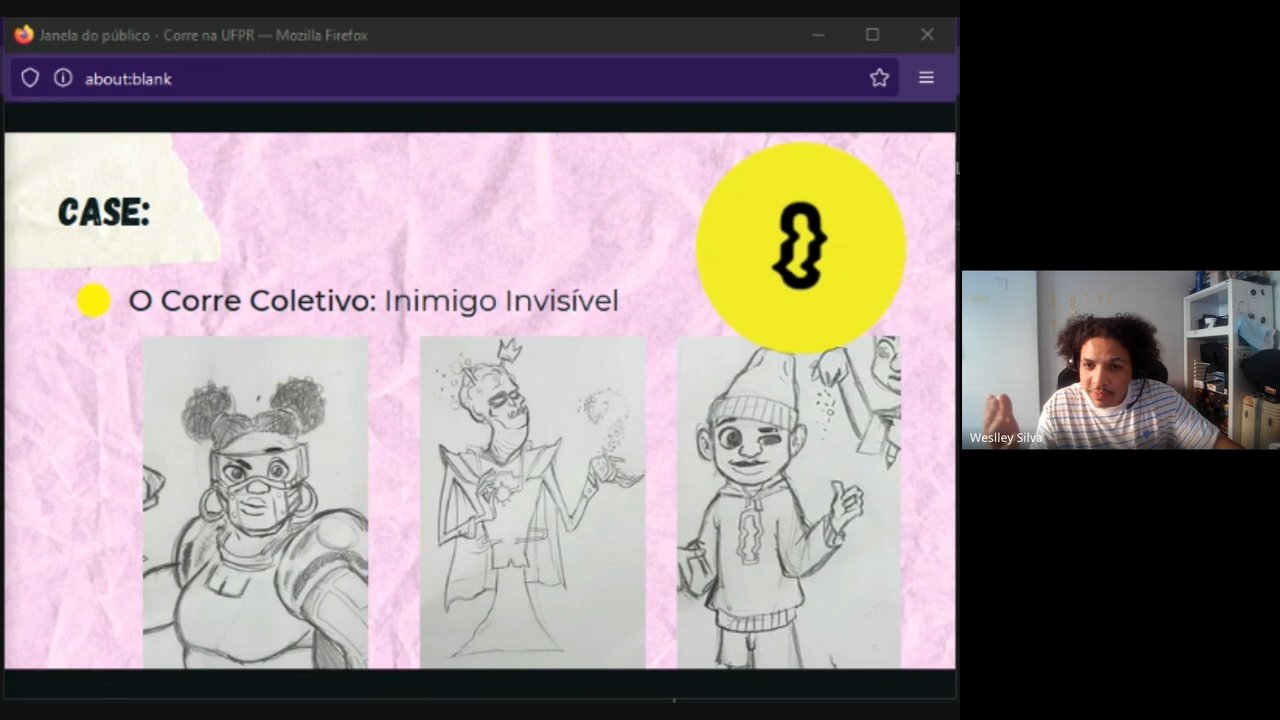 Janela do público - Corre na UFPR — Mozilla Firefox
about:blank
CASE:
O Corre Coletivo: Inimigo Invisível
Weslley Silva